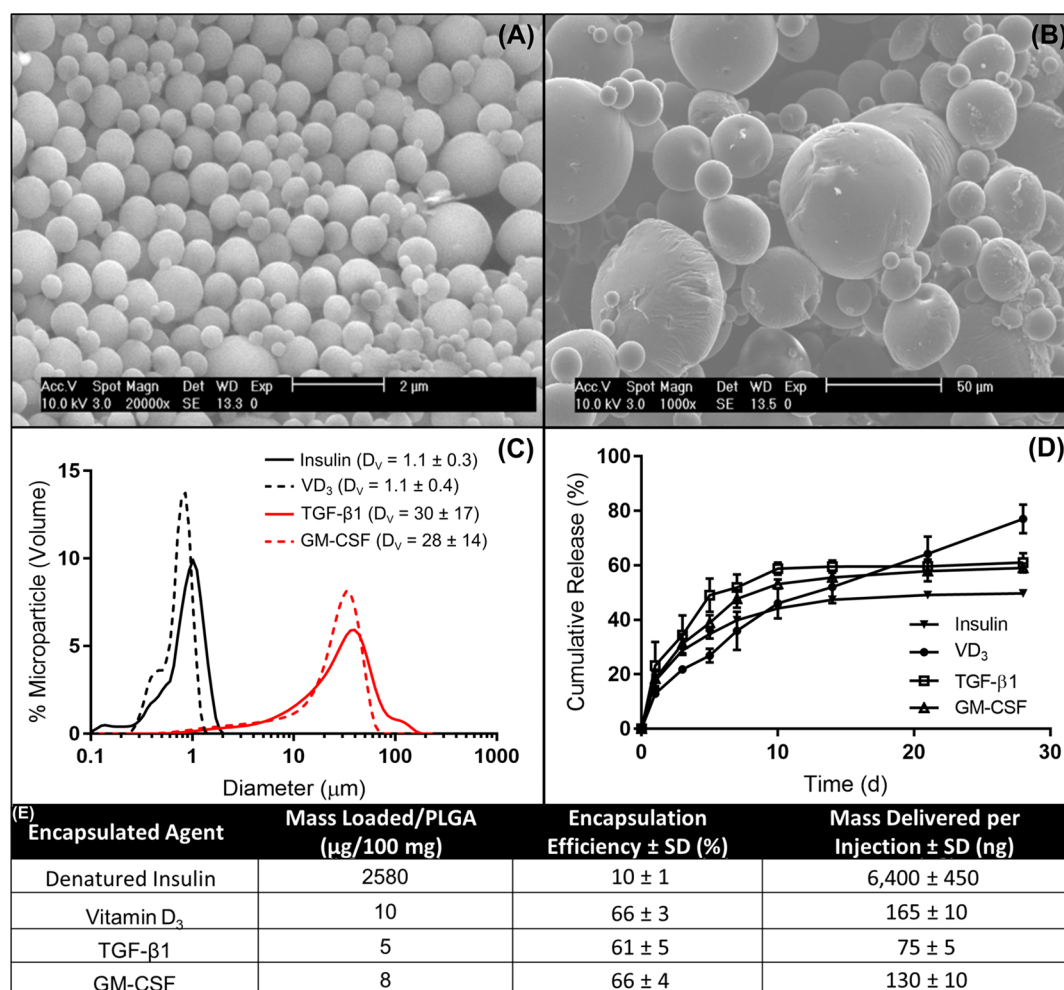 (A)
Acc.V Spot Magn Det WD Exp 2 μm
10.0 kV 3.0 20000x SE 13.3 0
(B)
Acc.V Spot Magn Det WD Exp 50 μm
10.0 kV 3.0 1000x SE 13.5 0
(C)
Insulin (DV = 1.1 ± 0.3)
VD3 (DV = 1.1 ± 0.4)
TGF-β1 (DV = 30 ± 17)
GM-CSF (DV = 28 ± 14)
% Microparticle (Volume)
15
10
5
0
0.1 1 10 100 1000
Diameter (μm)
(D)
Cumulative Release (%)
100
80
60
40
20
0
Insulin
VD3
TGF-β1
GM-CSF
0 10 20 30
Time (d)
(E)
Encapsulated Agent Mass Loaded/PLGA (μg/100 mg) Encapsulation Efficiency ± SD (%) Mass Delivered per Injection ± SD (ng)
Denatured Insulin 2580 10 ± 1 6,400 ± 450
Vitamin D3 10 66 ± 3 165 ± 10
TGF-β1 5 61 ± 5 75 ± 5
GM-CSF 8 66 ± 4 130 ± 10